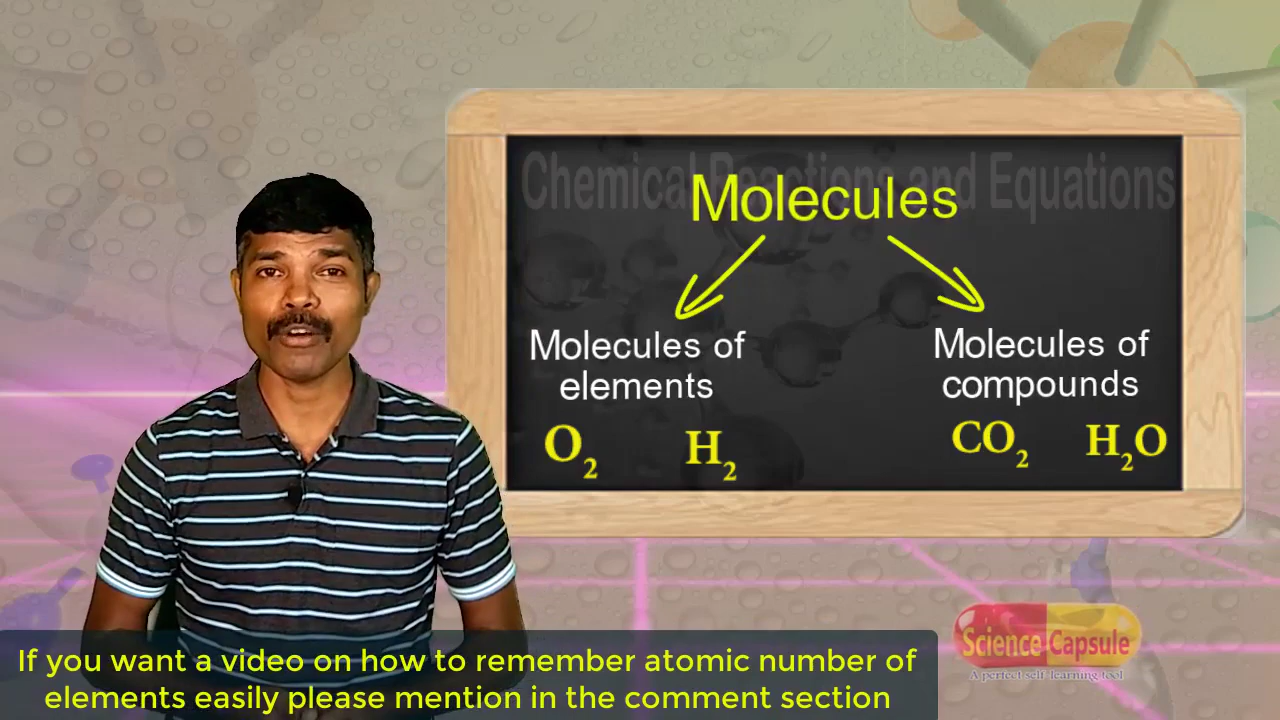 Chemical Reactions and Equations
Molecules
Molecules of
elements
Molecules of
compounds
O₂ H₂
CO₂ H₂O
Science Capsule
A perfect self learning tool
If you want a video on how to remember atomic number of
elements easily please mention in the comment section